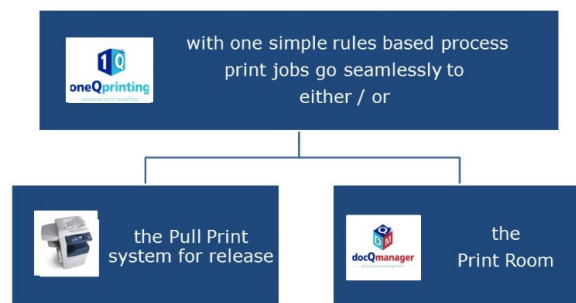 1 Q
oneQprinting
with one simple rules based process
print jobs go seamlessly to
either / or
the Pull Print
system for release
Q
D M
docQmanager
the
Print Room